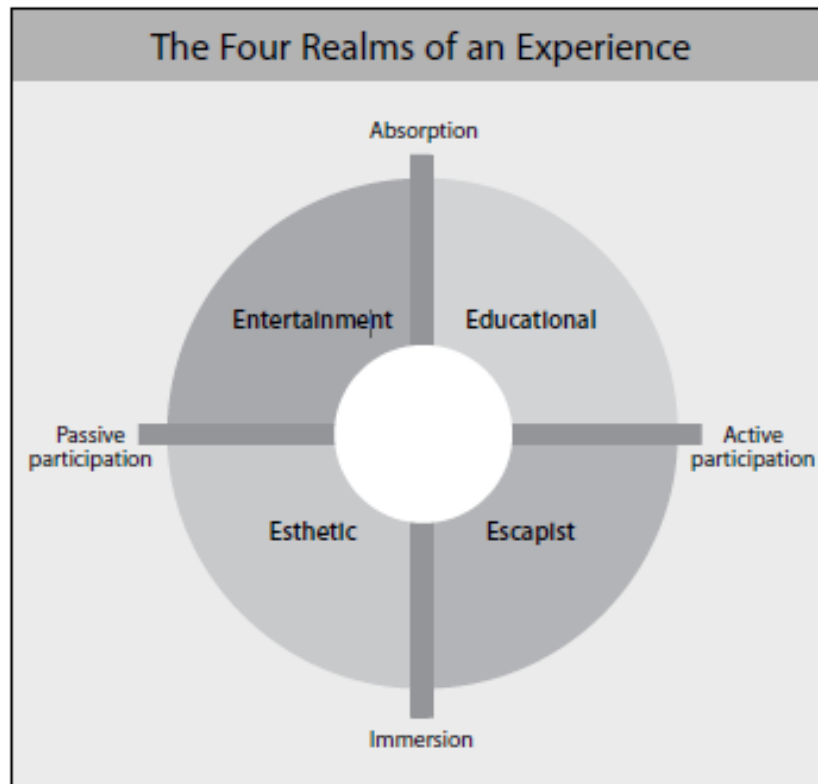 The Four Realms of an Experience
Absorption
Entertainment
Educational
Passive
participation
Active
participation
Esthetic
Escapist
Immersion